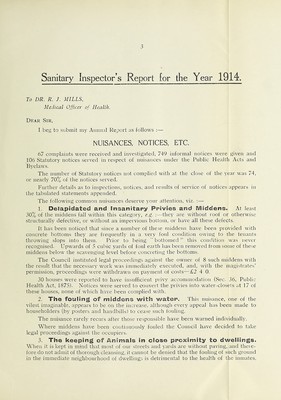 3
Sanitary Inspector's Report for the Year 1914.
To DR. R. J. MILLS,
Medical Officer of Health.
DEAR SIR,
I beg to submit my Annual Report as follows :—
NUISANCES, NOTICES, ETC.
67 complaints were received and investigated, 749 informal notices were given and
106 Statutory notices served in respect of nuisances under the Public Health Acts and
Byelaws.
The number of Statutory notices not complied with at the close of the year was 74,
or nearly 70% of the notices served.
Further details as to inspections, notices, and results of service of notices appears in
the tabulated statements appended.
The following common nuisances deserve your attention, viz :—
1. Delapidated and Insanitary Privies and Middens. At least
30% of the middens fall within this category, e.g :—they are without roof or otherwise
structurally defective, or without an impervious bottom, or have all these defects.
It has been noticed that since a number of these middens have been provided with
concrete bottoms they are frequently in a very foul condition owing to the tenants
throwing slops into them. Prior to being "bottomed" this condition was never
recognised. Upwards of 5 cubic yards of foul earth has been removed from some of these
middens below the scavenging level before concreting the bottoms.
The Council instituted legal proceedings against the owner of 8 such middens with
the result that the necessary work was immediately executed, and, with the magistrates'
permission, proceedings were withdrawn on payment of costs—£2 4 0.
30 houses were reported to have insufficient privy accommodation (Sec. 36, Public
Health Act, 1875). Notices were served to convert the privies into water-closets at 17 of
these houses, none of which have been complied with.
2. The fouling of middens with water. This nuisance, one of the
vilest imaginable, appears to be on the increase, although every appeal has been made to
householders (by posters and handbills) to cease such fouling.
The nuisance rarely recurs after those responsible have been warned individually.
Where middens have been continuously fouled the Council have decided to take
legal proceedings against the occupiers.
3. The keeping of Animals in close proximity to dwellings.
When it is kept in mind that most of our streets and yards are without paving, and there-
fore do not admit of thorough cleansing, it cannot be denied that the fouling of such ground
in the immediate neighbourhood of dwellings is detrimental to the health of the inmates.